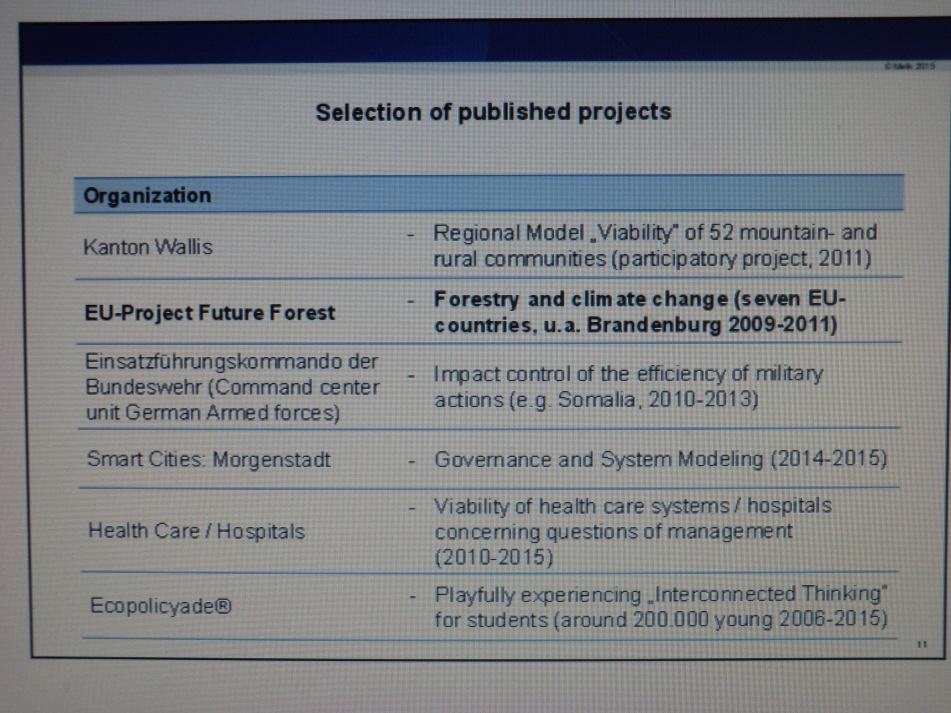 © Malik 2015
Selection of published projects
Organization
Kanton Wallis
- Regional Model „Viability" of 52 mountain- and
rural communities (participatory project, 2011)
EU-Project Future Forest
- Forestry and climate change (seven EU-
countries, u.a. Brandenburg 2009-2011)
Einsatzführungskommando der
Bundeswehr (Command center
unit German Armed forces)
- Impact control of the efficiency of military
actions (e.g. Somalia, 2010-2013)
Smart Cities: Morgenstadt
- Governance and System Modeling (2014-2015)
Health Care / Hospitals
- Viability of health care systems / hospitals
concerning questions of management
(2010-2015)
Ecopolicyade®
- Playfully experiencing „Interconnected Thinking"
for students (around 200.000 young 2006-2015)
11